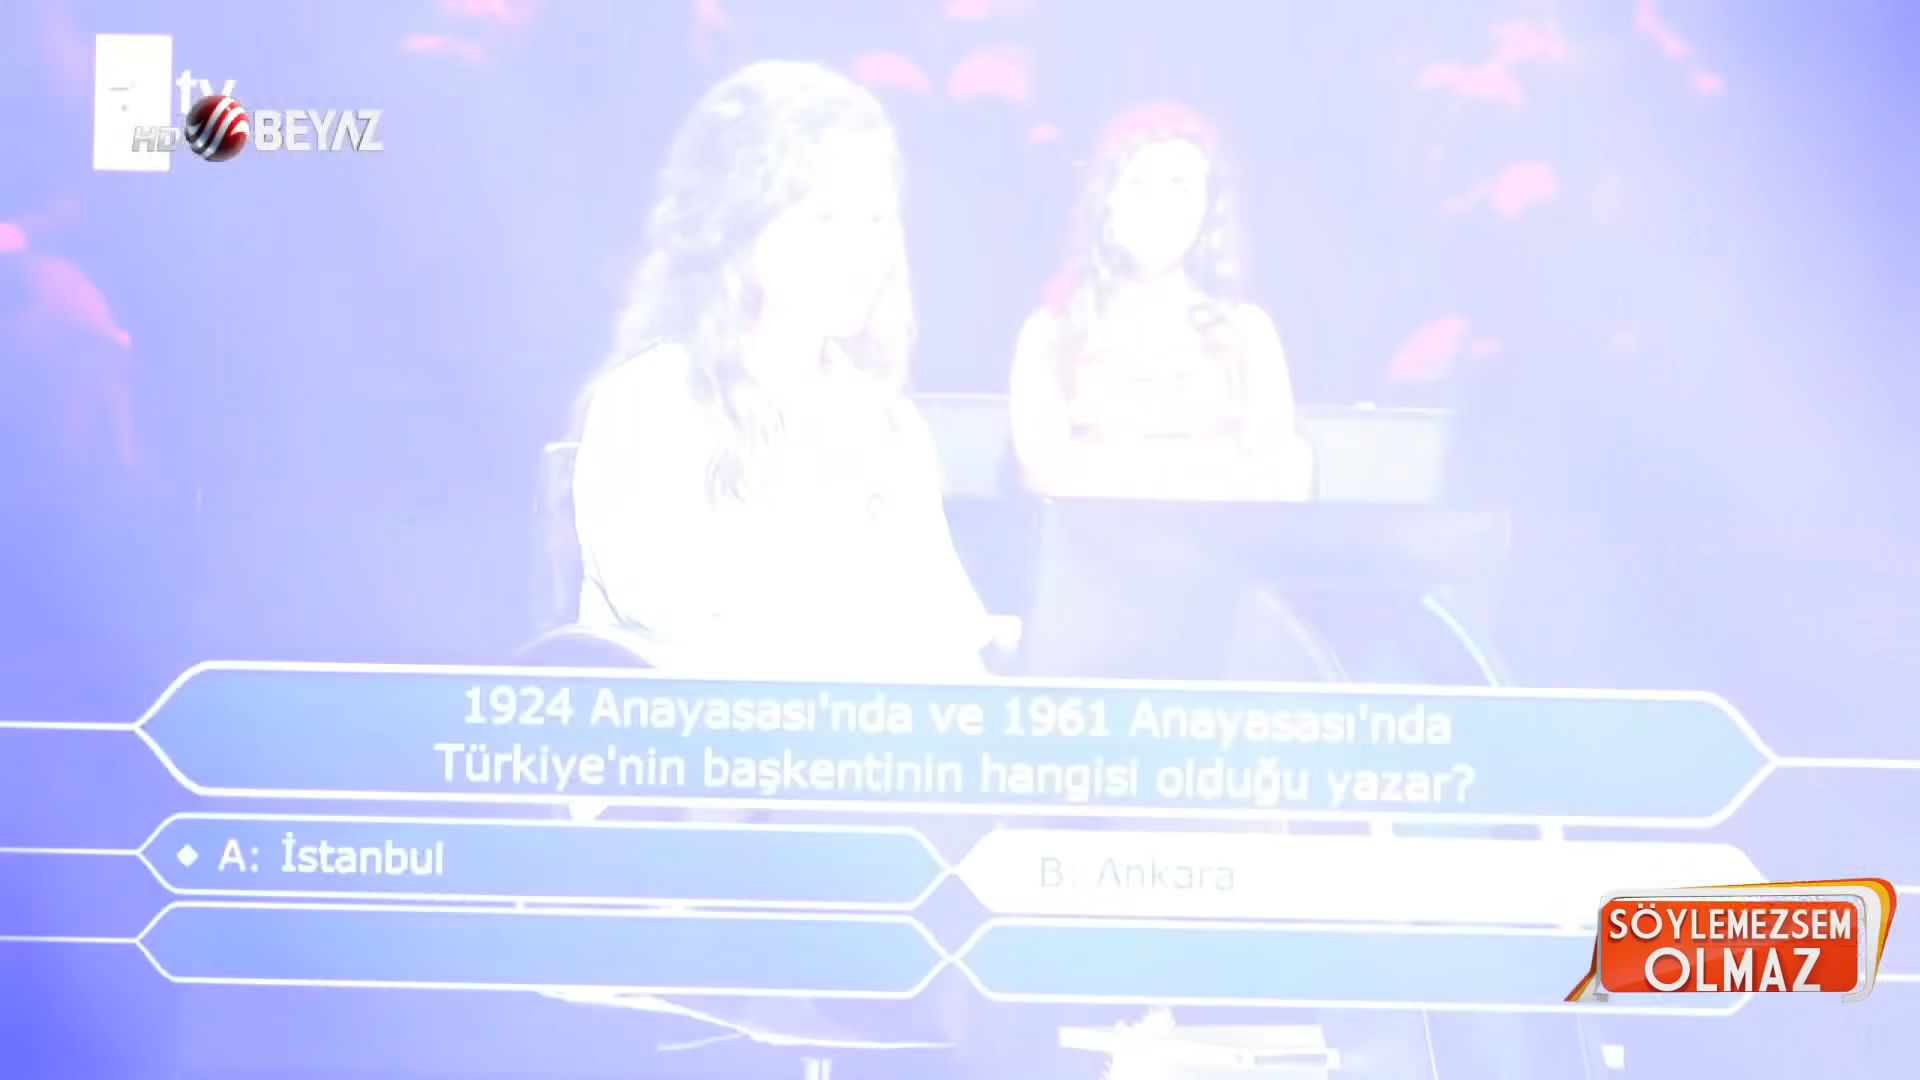 tv
HD BEYAZ
1924 Anayasası'nda ve 1961 Anayasası'nda
Türkiye'nin başkentinin hangisi olduğu yazar?
A: İstanbul
B: Ankara
SÖYLEMEZSEM
OLMAZ